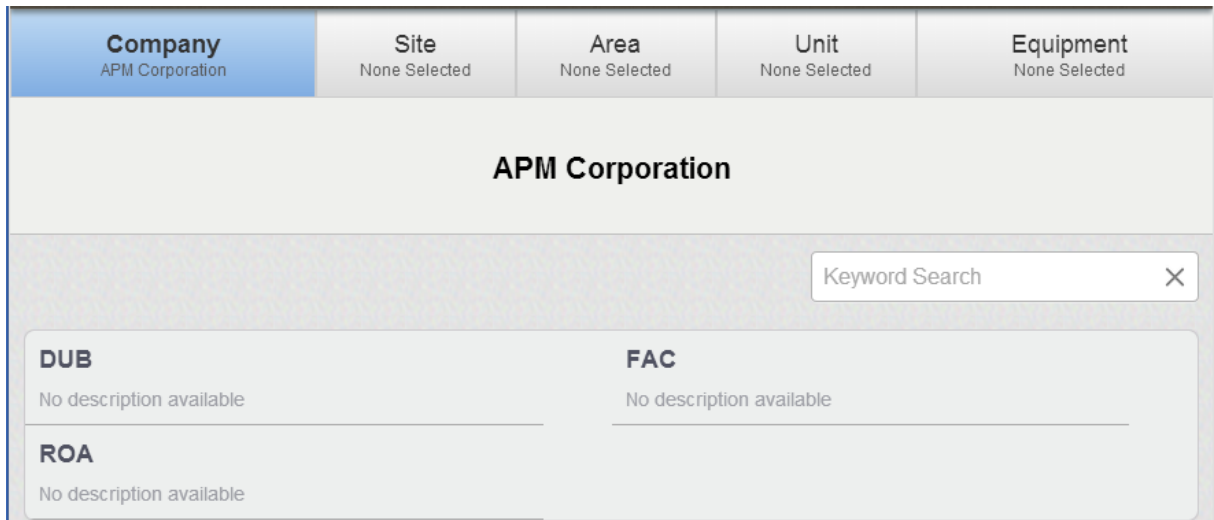 Company Site Area Unit Equipment
APM Corporation None Selected None Selected None Selected None Selected
APM Corporation
Keyword Search
DUB FAC
No description available No description available
ROA
No description available